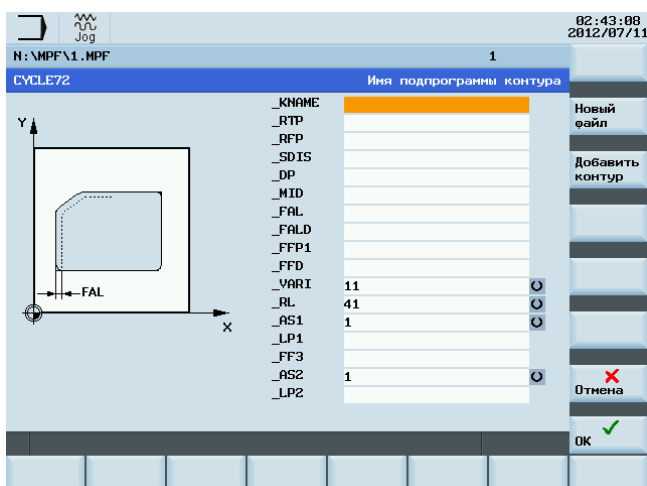 Jog
02:43:08
2012/07/11
N:\MPF\1.MPF 1
CYCLE72 Имя подпрограммы контура
_KNAME
_RTP
_RFP
_SDIS
_DP
_MID
_FAL
_FALD
_FFP1
_FFD
_VARI 11
_RL 41
_AS1 1
_LP1
_FF3
_AS2 1
_LP2
Y
FAL
X
Новый
файл
Добавить
контур
Отмена
OK